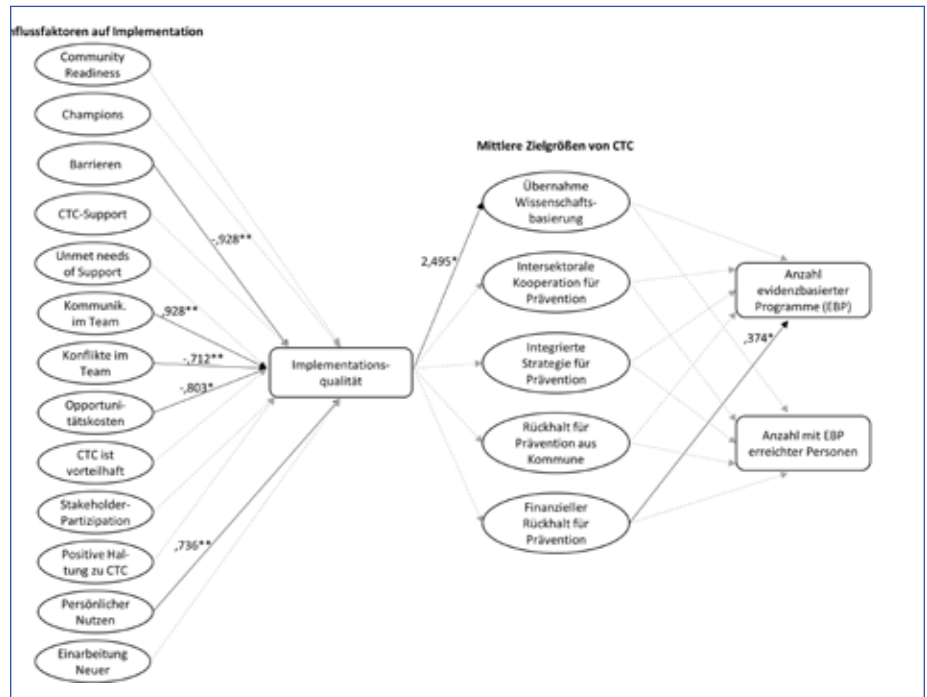 nflussfaktoren auf Implementation
Community
Readiness
Champions
Barrieren
CTC-Support
Unmet needs
of Support
Kommunik.
im Team
Konflikte im
Team
Opportuni-
tätskosten
CTC ist
vorteilhaft
Stakeholder-
Partizipation
Positive Hal-
tung zu CTC
Persönlicher
Nutzen
Einarbeitung
Neuer
-,928**
,928**
-,712**
-,803*
,736**
Implementations-
qualität
2,495*
Mittlere Zielgrößen von CTC
Übernahme
Wissenschafts-
basierung
Intersektorale
Kooperation für
Prävention
Integrierte
Strategie für
Prävention
Rückhalt für
Prävention aus
Kommune
Finanzieller
Rückhalt für
Prävention
,374*
Anzahl
evidenzbasierter
Programme (EBP)
Anzahl mit EBP
erreichter Personen